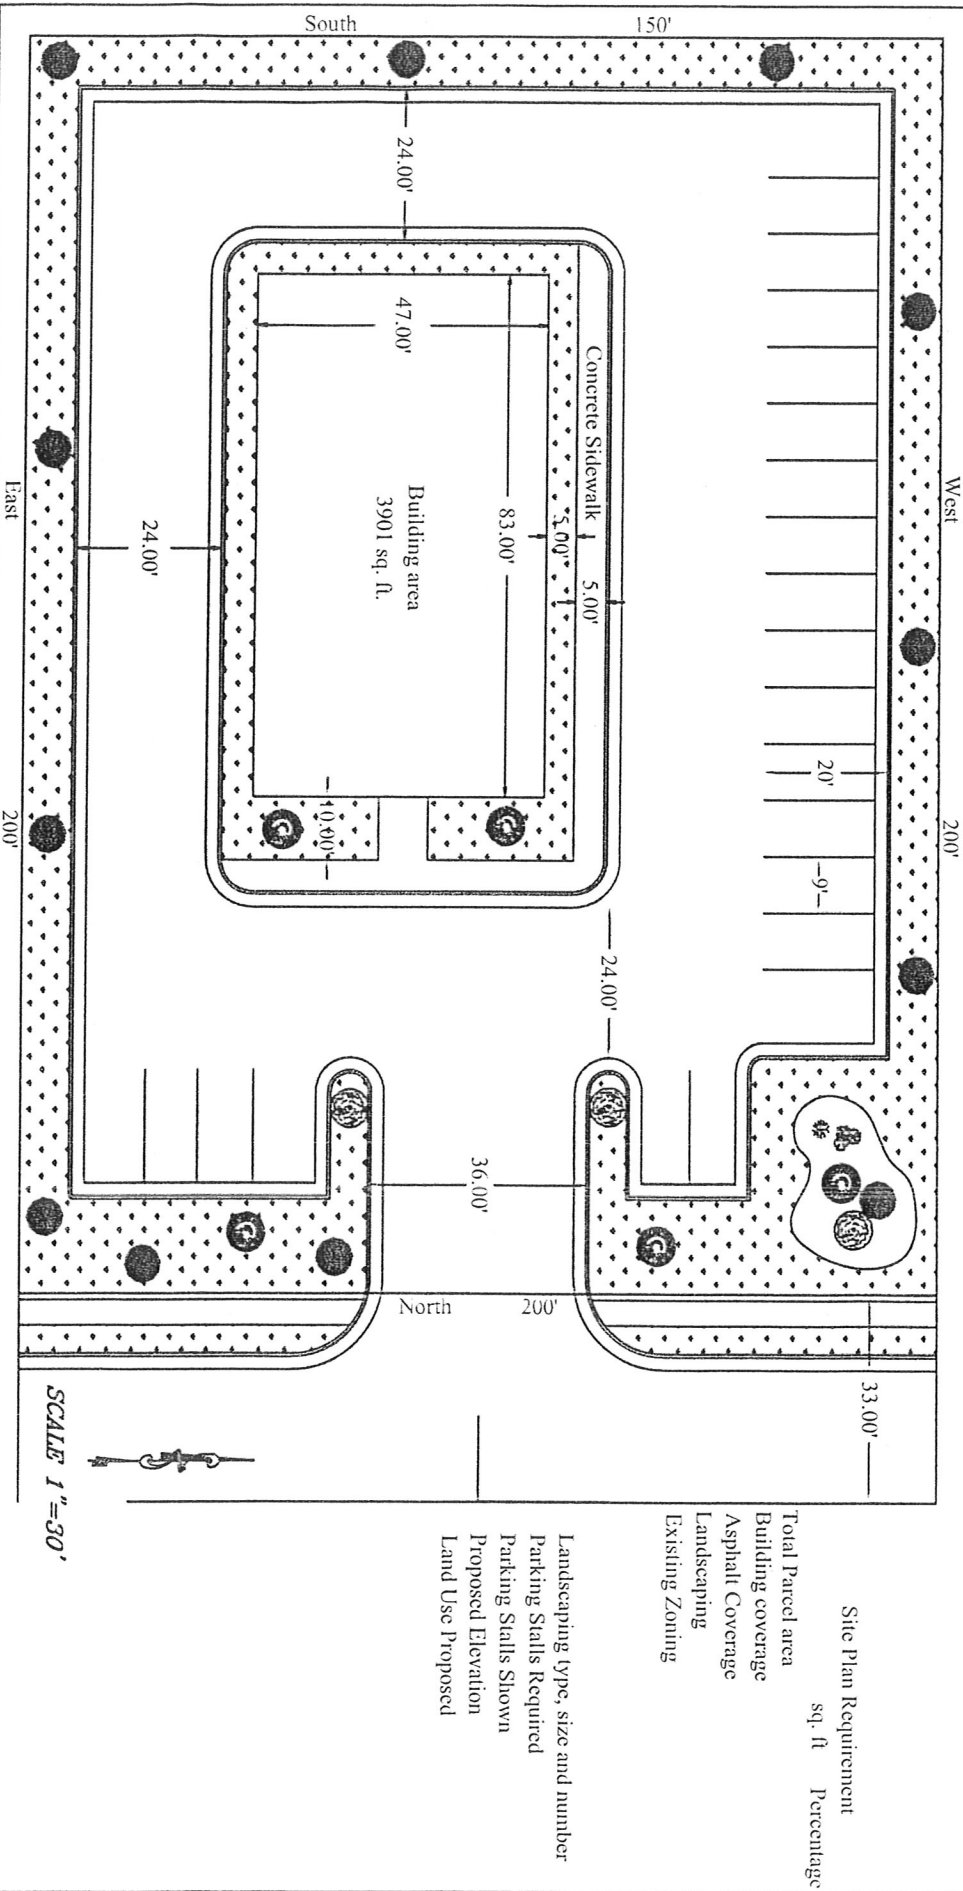 South
150'
West
200'
24.00'
47.00'
Concrete Sidewalk
83.00'
5.00'
5.00'
Building area
3901 sq. ft.
24.00'
East
200'
20'
9'
10.00'
24.00'
36.00'
North
200'
33.00'
SCALE 1"=30'
Site Plan Requirement
sq. ft Percentage
Total Parcel area
Building coverage
Asphalt Coverage
Landscaping
Existing Zoning
Landscaping type, size and number
Parking Stalls Required
Parking Stalls Shown
Proposed Elevation
Land Use Proposed